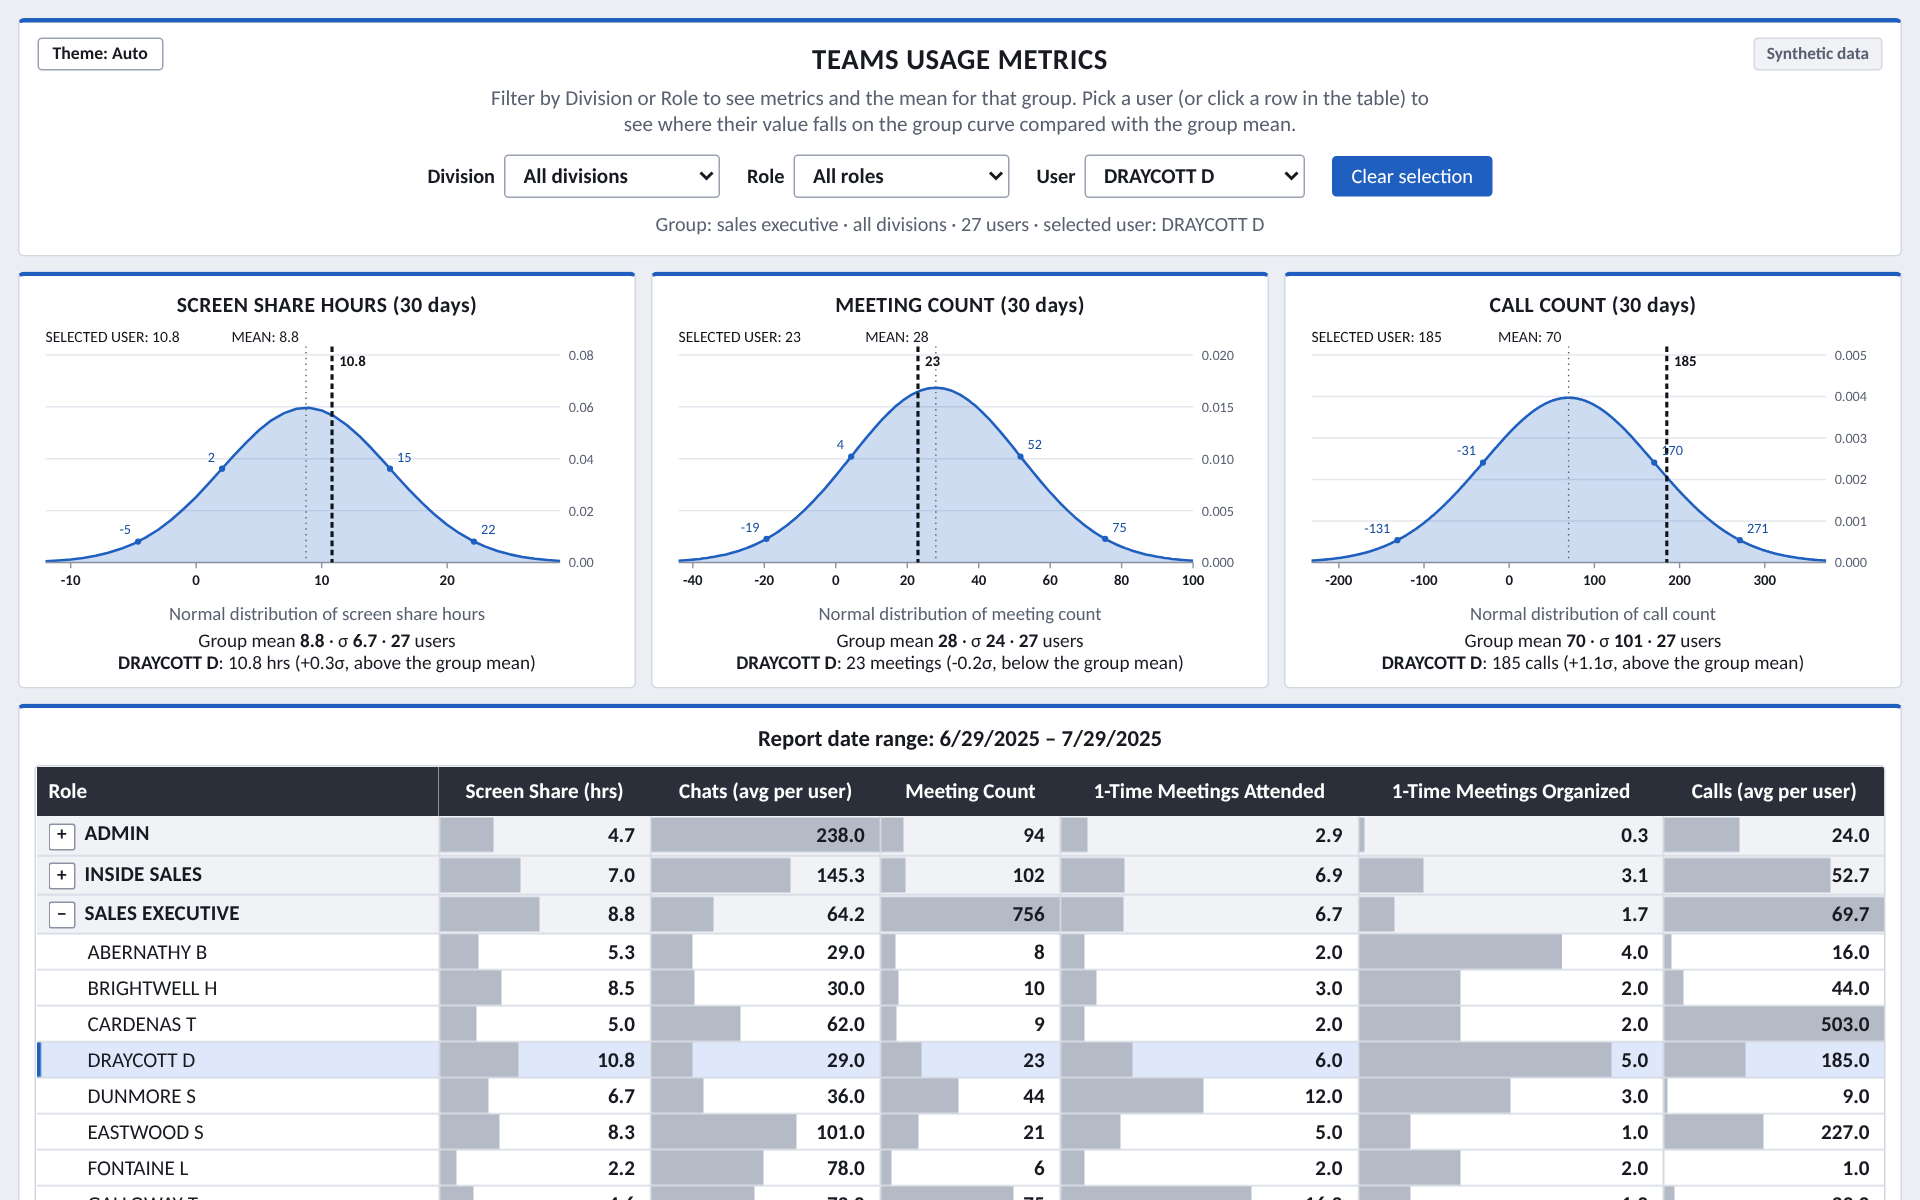 Theme: Auto
TEAMS USAGE METRICS
Synthetic data
Filter by Division or Role to see metrics and the mean for that group. Pick a user (or click a row in the table) to
see where their value falls on the group curve compared with the group mean.
Division All divisions Role All roles User DRAYCOTT D Clear selection
Group: sales executive · all divisions · 27 users · selected user: DRAYCOTT D
SCREEN SHARE HOURS (30 days)
SELECTED USER: 10.8 MEAN: 8.8
10.8
0.08
0.06
0.04
0.02
0.00
2
15
-5
22
-10 0 10 20
Normal distribution of screen share hours
Group mean 8.8 · σ 6.7 · 27 users
DRAYCOTT D: 10.8 hrs (+0.3σ, above the group mean)
MEETING COUNT (30 days)
SELECTED USER: 23 MEAN: 28
23
0.020
0.015
0.010
0.005
0.000
4
52
-19
75
-40 -20 0 20 40 60 80 100
Normal distribution of meeting count
Group mean 28 · σ 24 · 27 users
DRAYCOTT D: 23 meetings (-0.2σ, below the group mean)
CALL COUNT (30 days)
SELECTED USER: 185 MEAN: 70
185
0.005
0.004
0.003
0.002
0.001
0.000
-31
170
-131
271
-200 -100 0 100 200 300
Normal distribution of call count
Group mean 70 · σ 101 · 27 users
DRAYCOTT D: 185 calls (+1.1σ, above the group mean)
Report date range: 6/29/2025 – 7/29/2025
Role Screen Share (hrs) Chats (avg per user) Meeting Count 1-Time Meetings Attended 1-Time Meetings Organized Calls (avg per user)
+ ADMIN 4.7 238.0 94 2.9 0.3 24.0
+ INSIDE SALES 7.0 145.3 102 6.9 3.1 52.7
− SALES EXECUTIVE 8.8 64.2 756 6.7 1.7 69.7
ABERNATHY B 5.3 29.0 8 2.0 4.0 16.0
BRIGHTWELL H 8.5 30.0 10 3.0 2.0 44.0
CARDENAS T 5.0 62.0 9 2.0 2.0 503.0
DRAYCOTT D 10.8 29.0 23 6.0 5.0 185.0
DUNMORE S 6.7 36.0 44 12.0 3.0 9.0
EASTWOOD S 8.3 101.0 21 5.0 1.0 227.0
FONTAINE L 2.2 78.0 6 2.0 2.0 1.0